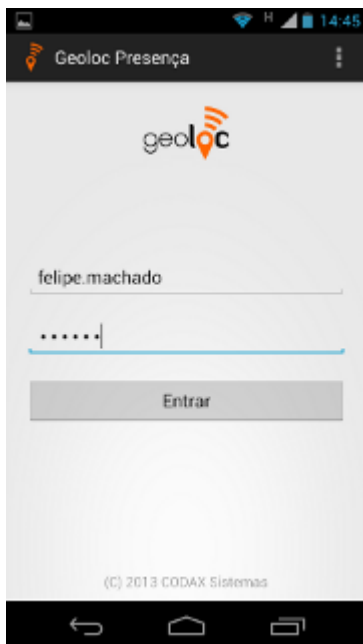 H 14:45
Geoloc Presença
geoloc
felipe.machado
••••••
Entrar
(C) 2013 CODAX Sistemas